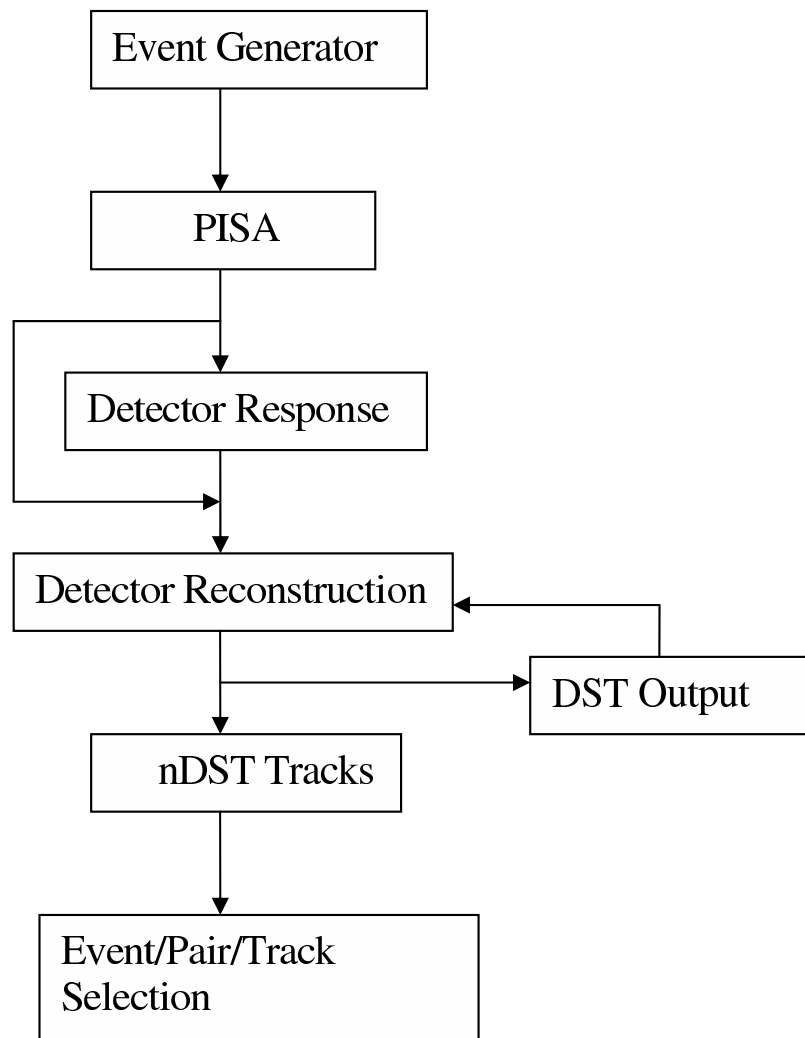 Event Generator
PISA
Detector Response
Detector Reconstruction
DST Output
nDST Tracks
Event/Pair/Track
Selection